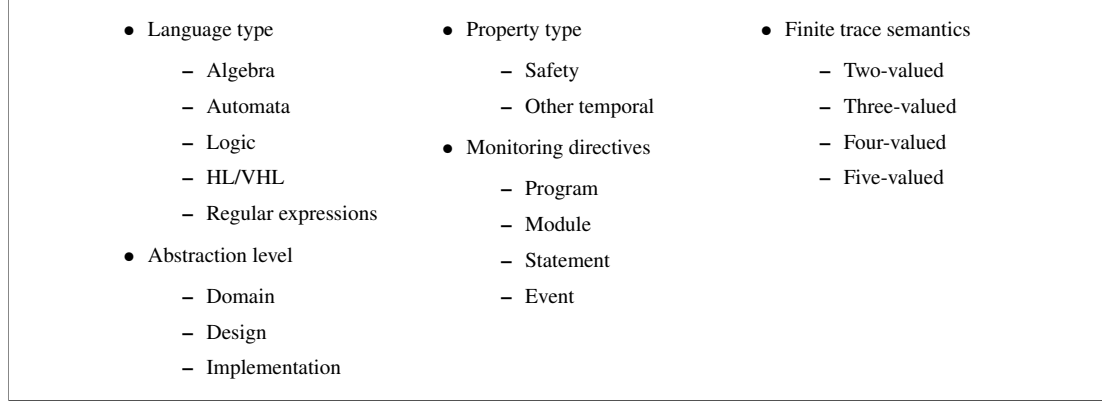 • Language type
– Algebra
– Automata
– Logic
– HL/VHL
– Regular expressions
• Abstraction level
– Domain
– Design
– Implementation
• Property type
– Safety
– Other temporal
• Monitoring directives
– Program
– Module
– Statement
– Event
• Finite trace semantics
– Two-valued
– Three-valued
– Four-valued
– Five-valued